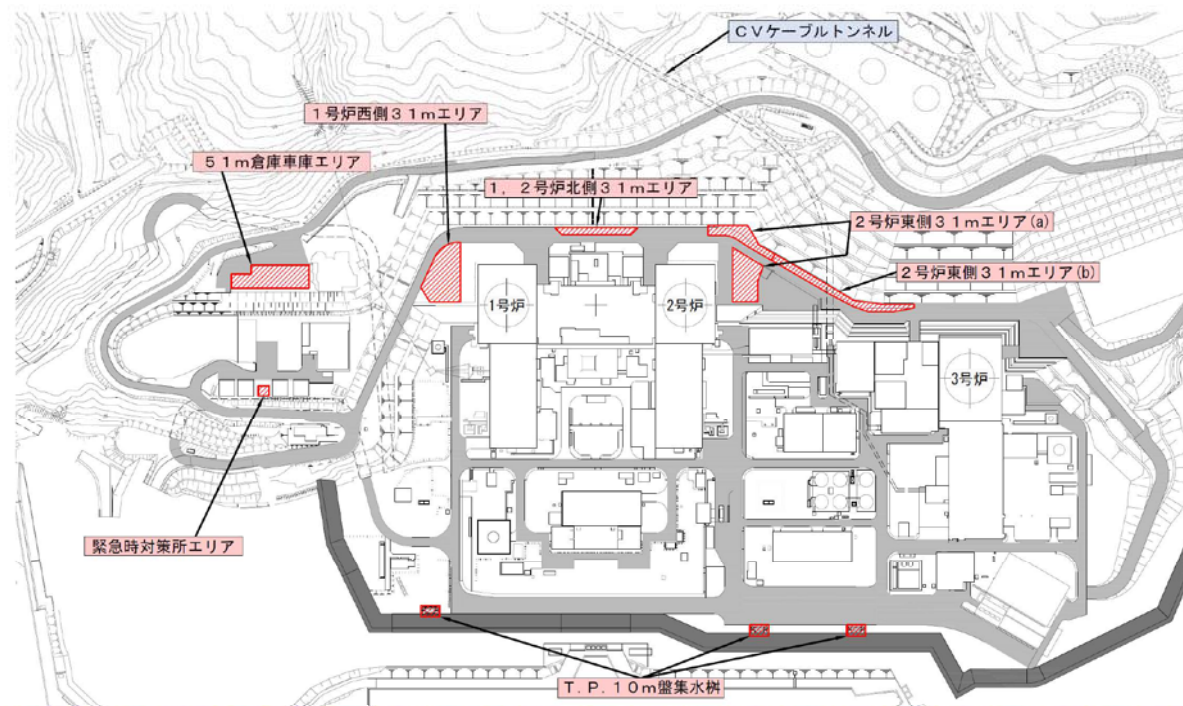 CVケーブルトンネル
1号炉西側31mエリア
51m倉庫車庫エリア
1，2号炉北側31mエリア
2号炉東側31mエリア(a)
2号炉東側31mエリア(b)
1号炉
2号炉
3号炉
緊急時対策所エリア
T.P.10m盤集水桝